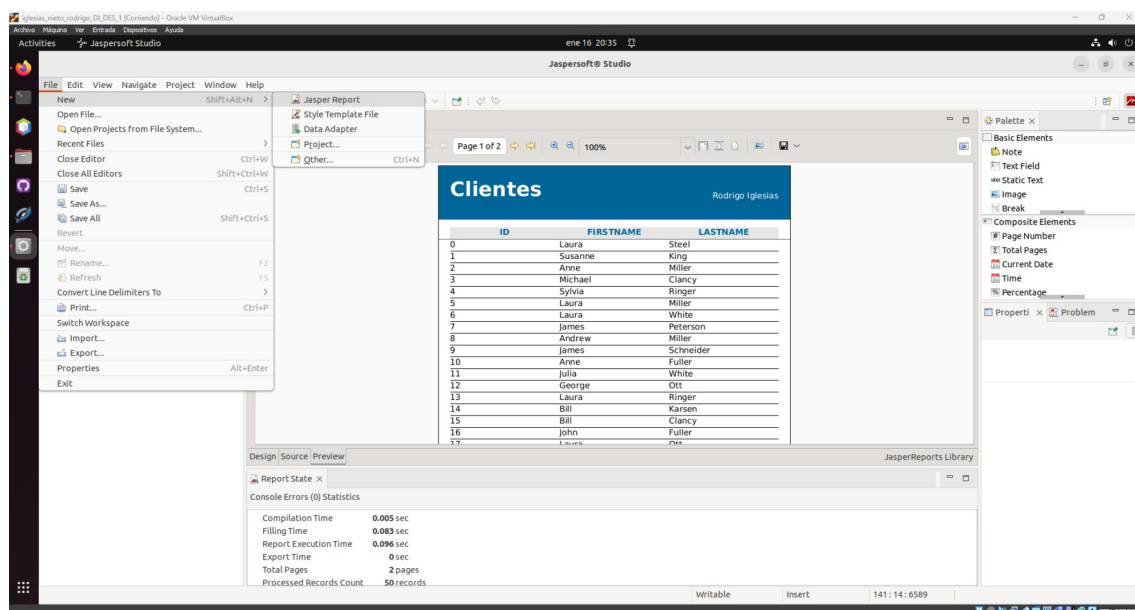 iglesias_nieto_rodrigo_DI_DES_1 [Corriendo] - Oracle VM VirtualBox
Archivo Máquina Ver Entrada Dispositivos Ayuda
Activities Jaspersoft Studio ene 16 20:35
Jaspersoft® Studio
File Edit View Navigate Project Window Help
New Shift+Alt+N >
Open File...
Open Projects from File System...
Recent Files >
Close Editor Ctrl+W
Close All Editors Shift+Ctrl+W
Save Ctrl+S
Save As...
Save All Shift+Ctrl+S
Revert
Move...
Rename... F2
Refresh F5
Convert Line Delimiters To >
Print... Ctrl+P
Switch Workspace
Import...
Export...
Properties Alt+Enter
Exit
Jasper Report
Style Template File
Data Adapter
Project...
Other... Ctrl+N
Page 1 of 2 100%
Clientes
Rodrigo Iglesias
ID FIRSTNAME LASTNAME
0 Laura Steel
1 Susanne King
2 Anne Miller
3 Michael Clancy
4 Sylvia Ringer
5 Laura Miller
6 Laura White
7 James Peterson
8 Andrew Miller
9 James Schneider
10 Anne Fuller
11 Julia White
12 George Ott
13 Laura Ringer
14 Bill Karsen
15 Bill Clancy
16 John Fuller
17 Laura Ott
Design Source Preview JasperReports Library
Report State
Console Errors (0) Statistics
Compilation Time 0.005 sec
Filling Time 0.083 sec
Report Execution Time 0.096 sec
Export Time 0 sec
Total Pages 2 pages
Processed Records Count 50 records
Palette
Basic Elements
Note
Text Field
Static Text
Image
Break
Composite Elements
Page Number
Total Pages
Current Date
Time
Percentage
Properti Problem
Writable Insert 141 : 14 : 6589